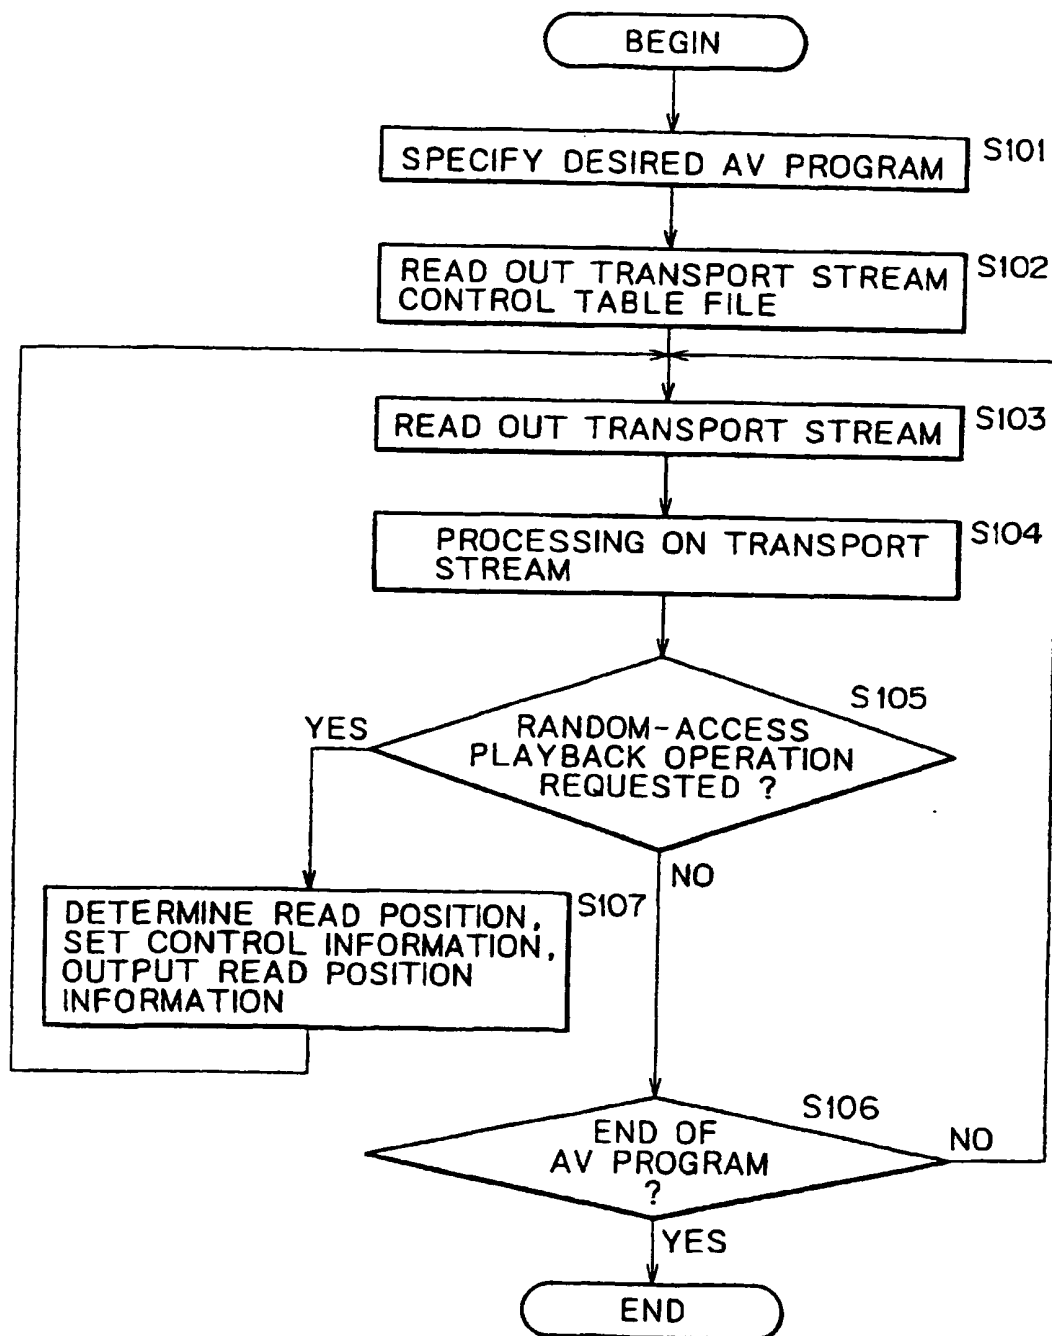 BEGIN
SPECIFY DESIRED AV PROGRAM
S101
READ OUT TRANSPORT STREAM
CONTROL TABLE FILE
S102
READ OUT TRANSPORT STREAM
S103
PROCESSING ON TRANSPORT
STREAM
S104
RANDOM-ACCESS
PLAYBACK OPERATION
REQUESTED ?
S105
YES
NO
DETERMINE READ POSITION,
SET CONTROL INFORMATION,
OUTPUT READ POSITION
INFORMATION
S107
END OF
AV PROGRAM
?
S106
NO
YES
END